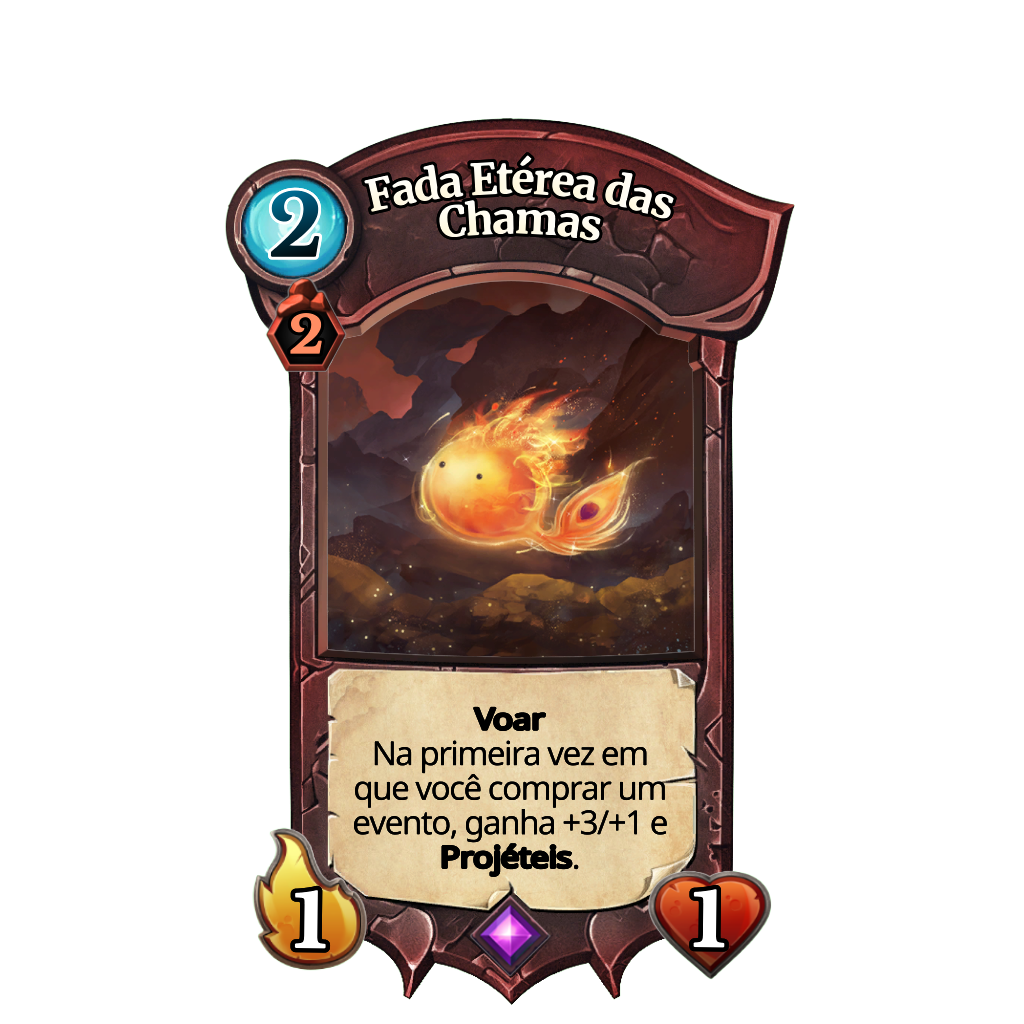 2
Fada Etérea das
Chamas
2
Voar
Na primeira vez em
que você comprar um
evento, ganha +3/+1 e
Projéteis.
1
1